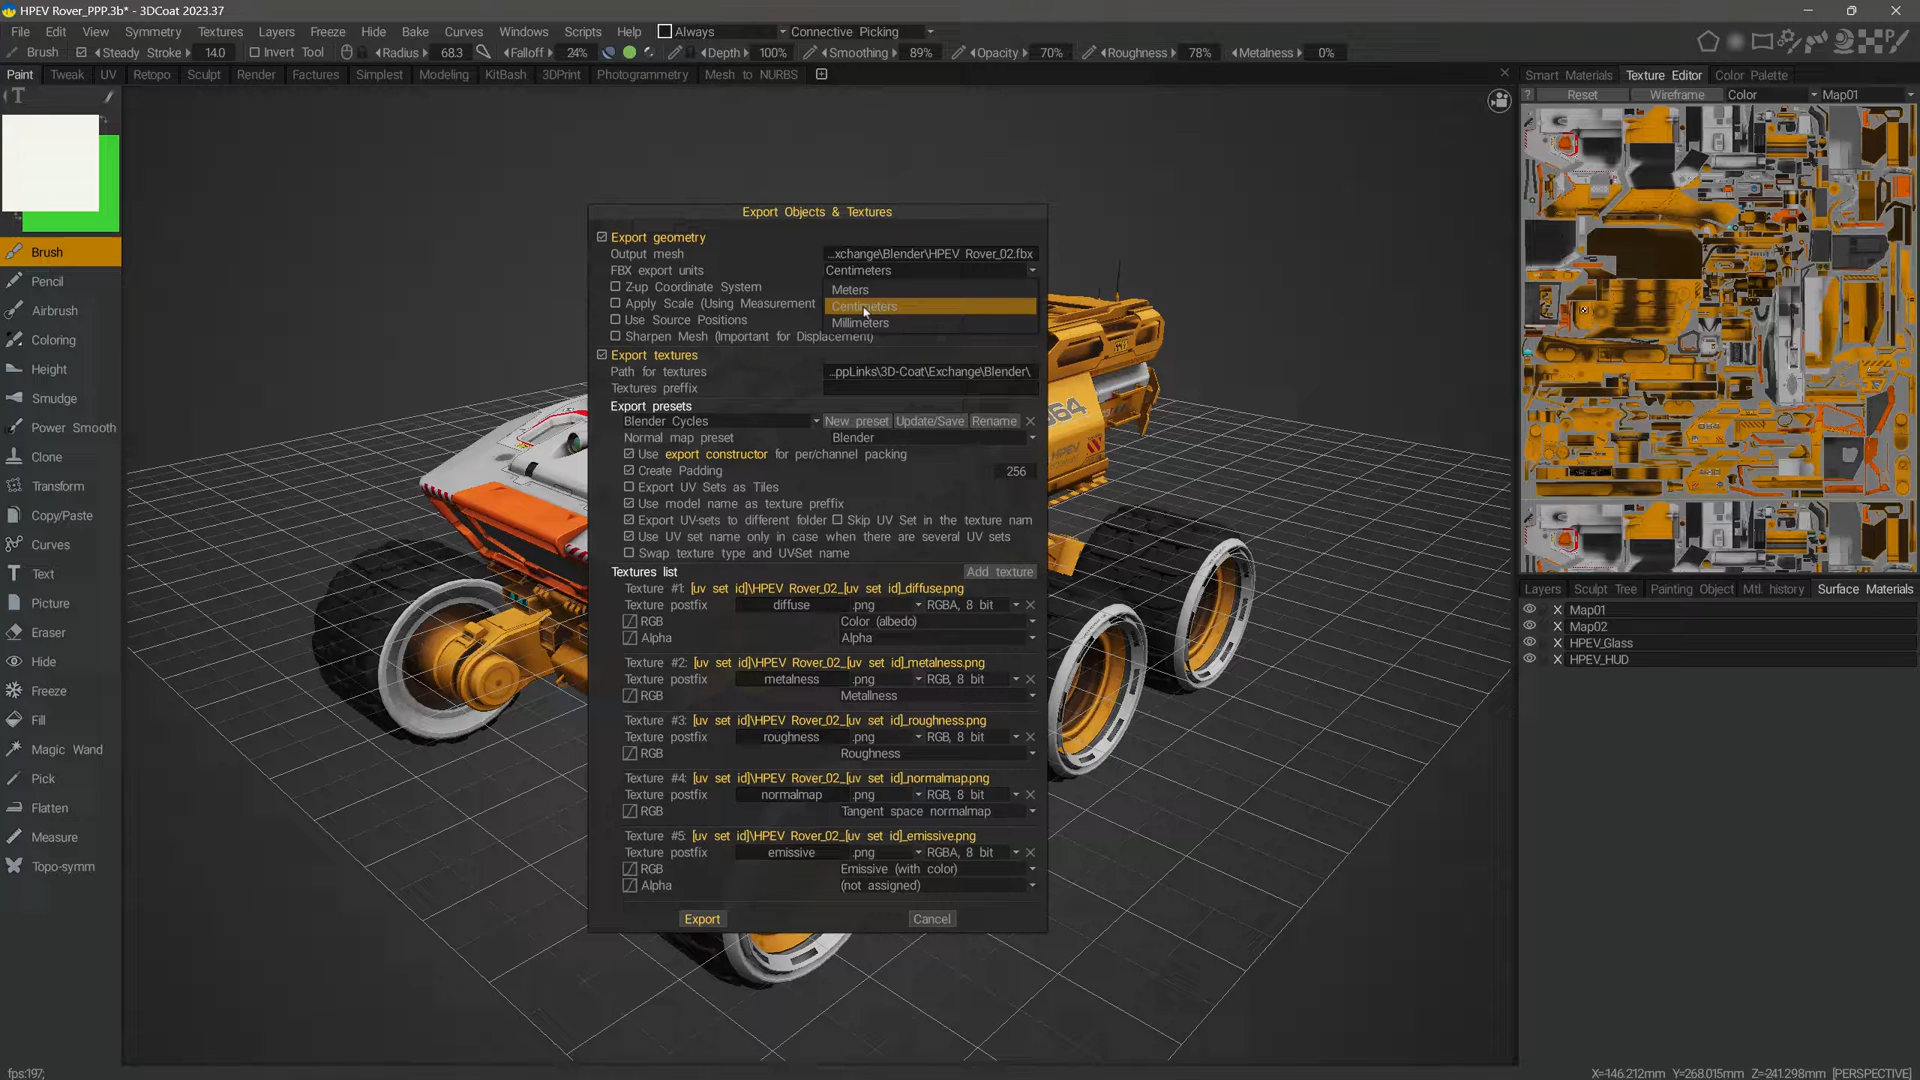 HPEV Rover_PPP.3b* - 3DCoat 2023.37
File Edit View Symmetry Textures Layers Freeze Hide Bake Curves Windows Scripts Help Always Connective Picking
Brush Steady Stroke 14.0 Invert Tool Radius 68.3 Falloff 24% Depth 100% Smoothing 89% Opacity 70% Roughness 78% Metalness 0%
Paint Tweak UV Retopo Sculpt Render Factures Simplest Modeling KitBash 3DPrint Photogrammetry Mesh to NURBS
Smart Materials Texture Editor Color Palette
? Reset Wireframe Color Map01
T
Brush
Pencil
Airbrush
Coloring
Height
Smudge
Power Smooth
Clone
Transform
Copy/Paste
Curves
Text
Picture
Eraser
Hide
Freeze
Fill
Magic Wand
Pick
Flatten
Measure
Topo-symm
Export Objects & Textures
Export geometry
Output mesh ...xchange\Blender\HPEV Rover_02.fbx
FBX export units Centimeters
Meters
Centimeters
Millimeters
Z-up Coordinate System
Apply Scale (Using Measurement
Use Source Positions
Sharpen Mesh (Important for Displacement)
Export textures
Path for textures ...ppLinks\3D-Coat\Exchange\Blender\
Textures preffix
Export presets
Blender Cycles New preset Update/Save Rename
Normal map preset Blender
Use export constructor for per/channel packing
Create Padding 256
Export UV Sets as Tiles
Use model name as texture preffix
Export UV-sets to different folder Skip UV Set in the texture nam
Use UV set name only in case when there are several UV sets
Swap texture type and UVSet name
Textures list Add texture
Texture #1: [uv set id]\HPEV Rover_02_[uv set id]_diffuse.png
Texture postfix diffuse .png RGBA, 8 bit
RGB Color (albedo)
Alpha Alpha
Texture #2: [uv set id]\HPEV Rover_02_[uv set id]_metalness.png
Texture postfix metalness .png RGB, 8 bit
RGB Metallness
Texture #3: [uv set id]\HPEV Rover_02_[uv set id]_roughness.png
Texture postfix roughness .png RGB, 8 bit
RGB Roughness
Texture #4: [uv set id]\HPEV Rover_02_[uv set id]_normalmap.png
Texture postfix normalmap .png RGB, 8 bit
RGB Tangent space normalmap
Texture #5: [uv set id]\HPEV Rover_02_[uv set id]_emissive.png
Texture postfix emissive .png RGBA, 8 bit
RGB Emissive (with color)
Alpha (not assigned)
Export Cancel
64
HPEV
Layers Sculpt Tree Painting Object Mtl. history Surface Materials
X Map01
X Map02
X HPEV_Glass
X HPEV_HUD
fps:197;
X=-146.212mm Y=268.015mm Z=-241.298mm [PERSPECTIVE]